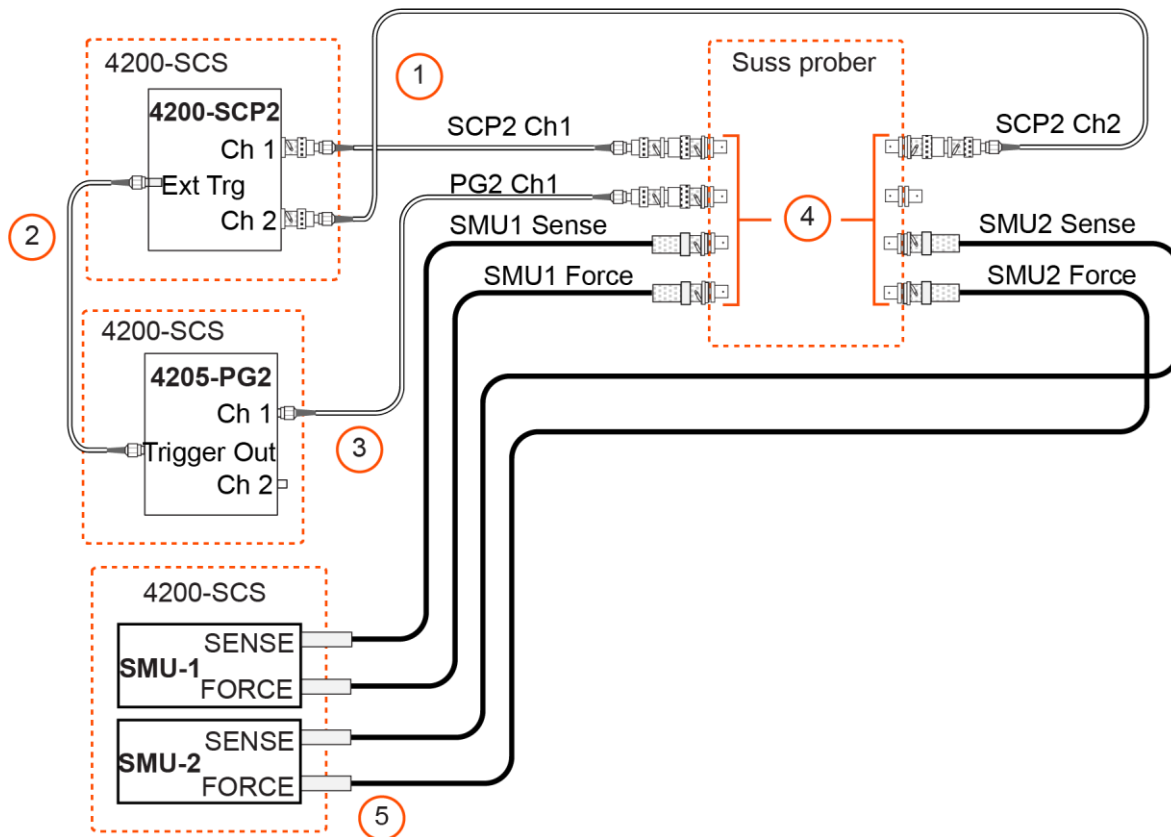 4200-SCS
4200-SCP2
Ch 1
Ext Trg
Ch 2
1
2
SCP2 Ch1
PG2 Ch1
SMU1 Sense
SMU1 Force
Suss prober
4
SCP2 Ch2
SMU2 Sense
SMU2 Force
4200-SCS
4205-PG2
Ch 1
Trigger Out
Ch 2
3
4200-SCS
SENSE
SMU-1
FORCE
SENSE
SMU-2
FORCE
5